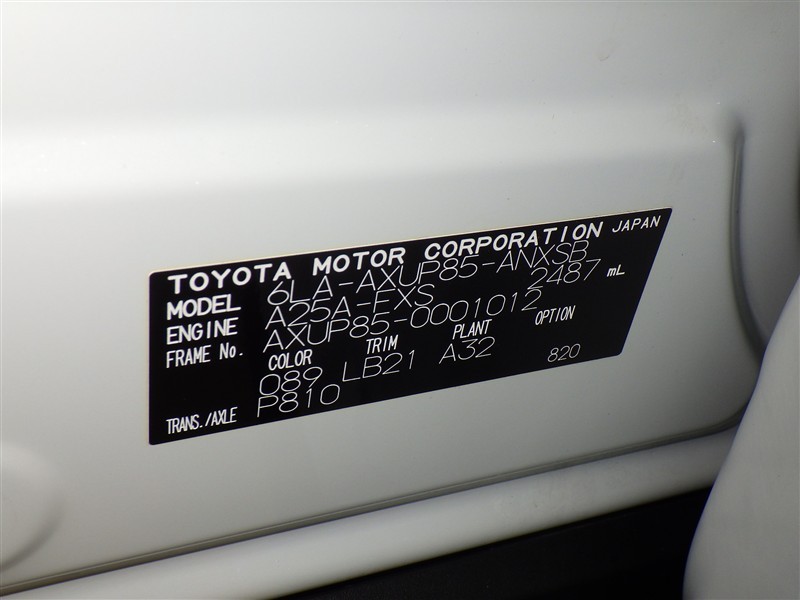 TOYOTA MOTOR CORPORATION JAPAN
MODEL 6LA-AXUP85-ANXSB
ENGINE A25A-FXS 2487 mL
FRAME No. AXUP85-0001012
COLOR TRIM PLANT OPTION
089 LB21 A32 820
TRANS./AXLE P810